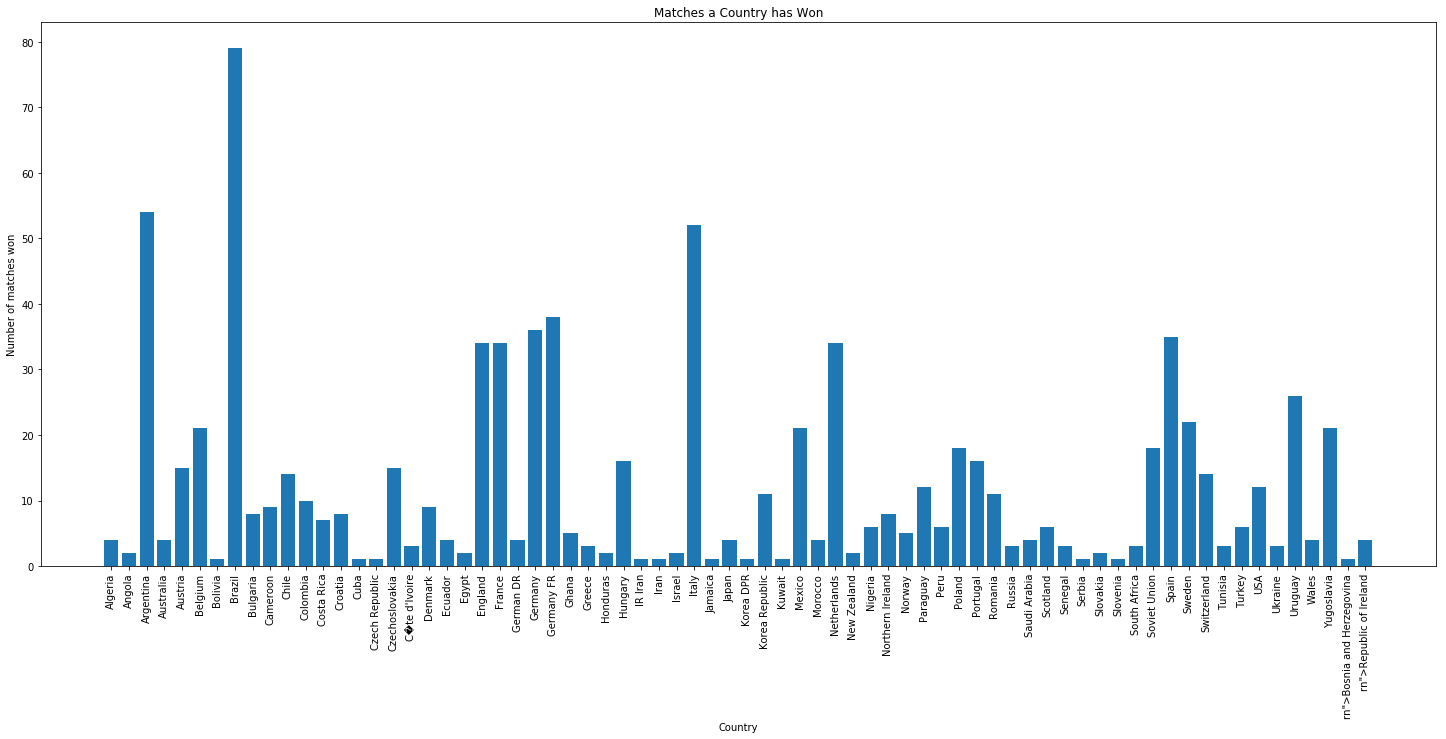 Matches a Country has Won
Number of matches won
80
70
60
50
40
30
20
10
0
Algeria
Angola
Argentina
Australia
Austria
Belgium
Bolivia
Brazil
Bulgaria
Cameroon
Chile
Colombia
Costa Rica
Croatia
Cuba
Czech Republic
Czechoslovakia
C�te d'Ivoire
Denmark
Ecuador
Egypt
England
France
German DR
Germany
Germany FR
Ghana
Greece
Honduras
Hungary
IR Iran
Iran
Israel
Italy
Jamaica
Japan
Korea DPR
Korea Republic
Kuwait
Mexico
Morocco
Netherlands
New Zealand
Nigeria
Northern Ireland
Norway
Paraguay
Peru
Poland
Portugal
Romania
Russia
Saudi Arabia
Scotland
Senegal
Serbia
Slovakia
Slovenia
South Africa
Soviet Union
Spain
Sweden
Switzerland
Tunisia
Turkey
USA
Ukraine
Uruguay
Wales
Yugoslavia
rn">Bosnia and Herzegovina
rn">Republic of Ireland
Country